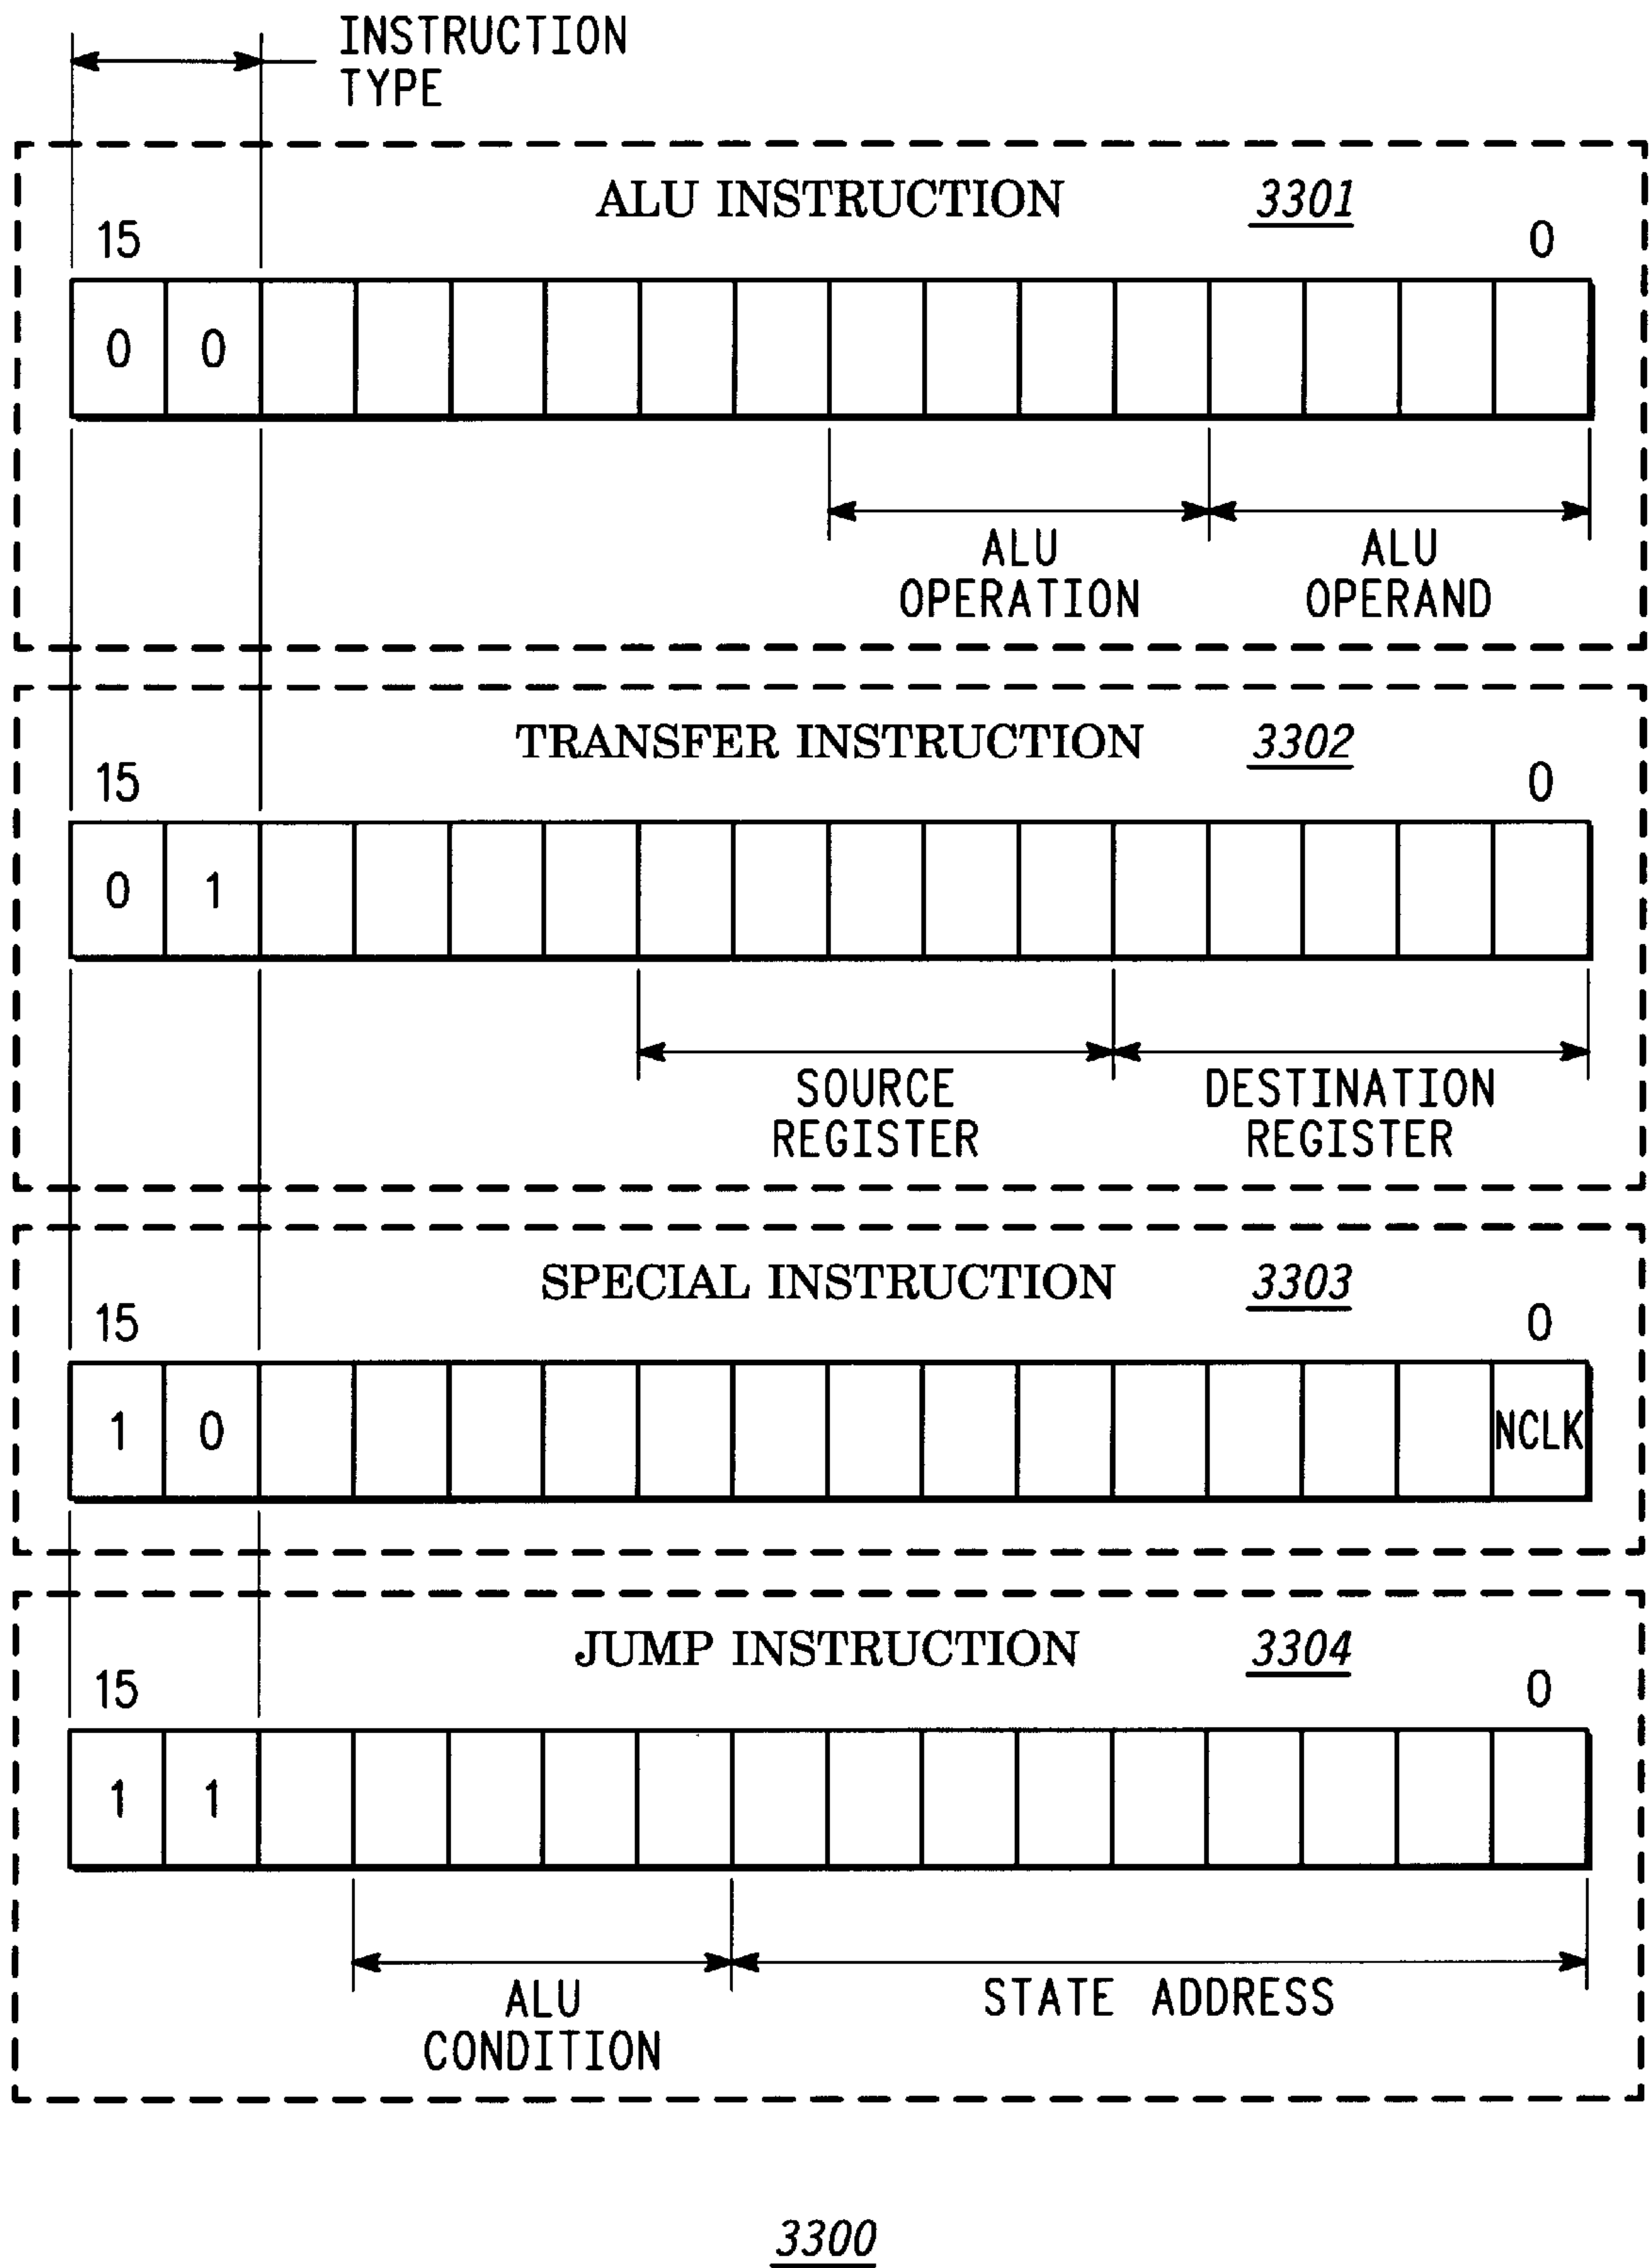 INSTRUCTION
TYPE
ALU INSTRUCTION 3301
15 0
0 0
ALU ALU
OPERATION OPERAND
TRANSFER INSTRUCTION 3302
15 0
0 1
SOURCE DESTINATION
REGISTER REGISTER
SPECIAL INSTRUCTION 3303
15 0
1 0 NCLK
JUMP INSTRUCTION 3304
15 0
1 1
ALU STATE ADDRESS
CONDITION
3300